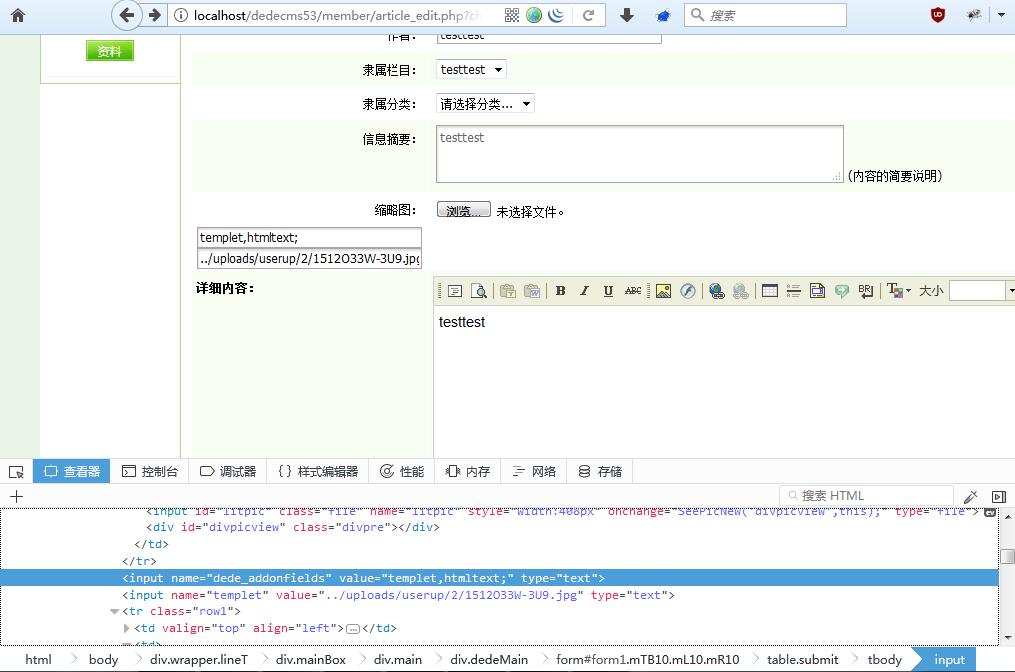 localhost/dedecms53/member/article_edit.php?ch
搜索
资料
作者： testtest
隶属栏目： testtest
隶属分类： 请选择分类...
信息摘要： testtest
(内容的简要说明)
缩略图： 浏览... 未选择文件。
templet,htmltext;
../uploads/userup/2/1512O33W-3U9.jpg
详细内容：
B I U ABC 大小
testtest
查看器 控制台 调试器 {} 样式编辑器 性能 内存 网络 存储
搜索 HTML
<input id="litpic" class="file" name="litpic" style="width:408px" onchange="SeePicNew('divpicview',this);" type="file">
<div id="divpicview" class="divpre"></div>
</td>
</tr>
<input name="dede_addonfields" value="templet,htmltext;" type="text">
<input name="templet" value="../uploads/userup/2/1512O33W-3U9.jpg" type="text">
<tr class="row1">
<td valign="top" align="left"></td>
<td>
html body div.wrapper.lineT div.mainBox div.main div.dedeMain form#form1.mTB10.mL10.mR10 table.submit tbody input